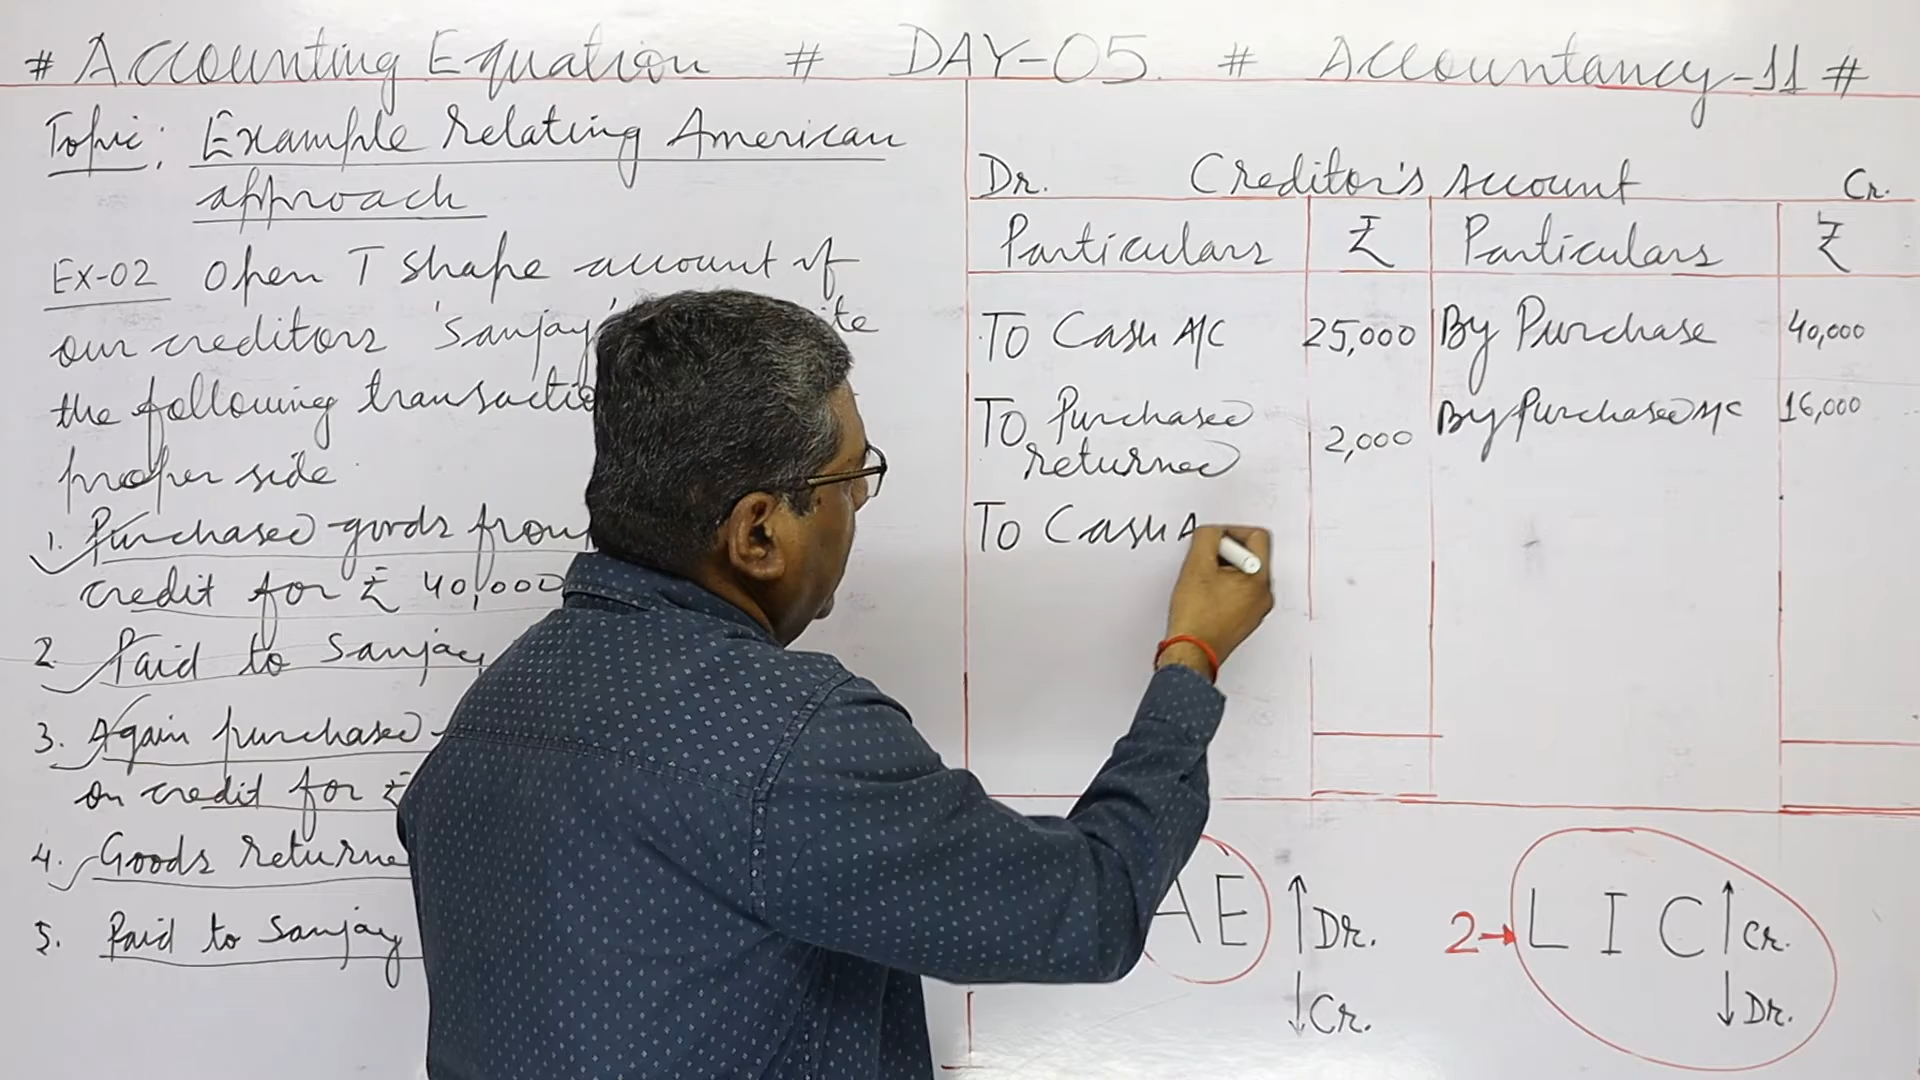 # Accounting Equation # DAY-05. # Accountancy-11 #
Topic: Example relating American
approach
Ex-02 Open T shape account of
our creditors 'Sanjay'
the following
proper side
1. Purchased goods from
credit for ₹ 40,000
2. Paid to Sanjay
3. Again purchased
on credit for ₹
4. Goods
5. Paid to Sanjay
Dr. Creditor's Account Cr.
Particulars ₹ Particulars ₹
To Cash A/C 25,000 By Purchase 40,000
To Purchased 2,000 By Purchased A/C 16,000
returned
To Cash A
AE ↑ Dr.
↓ Cr.
2→ LIC ↑ Cr.
↓ Dr.